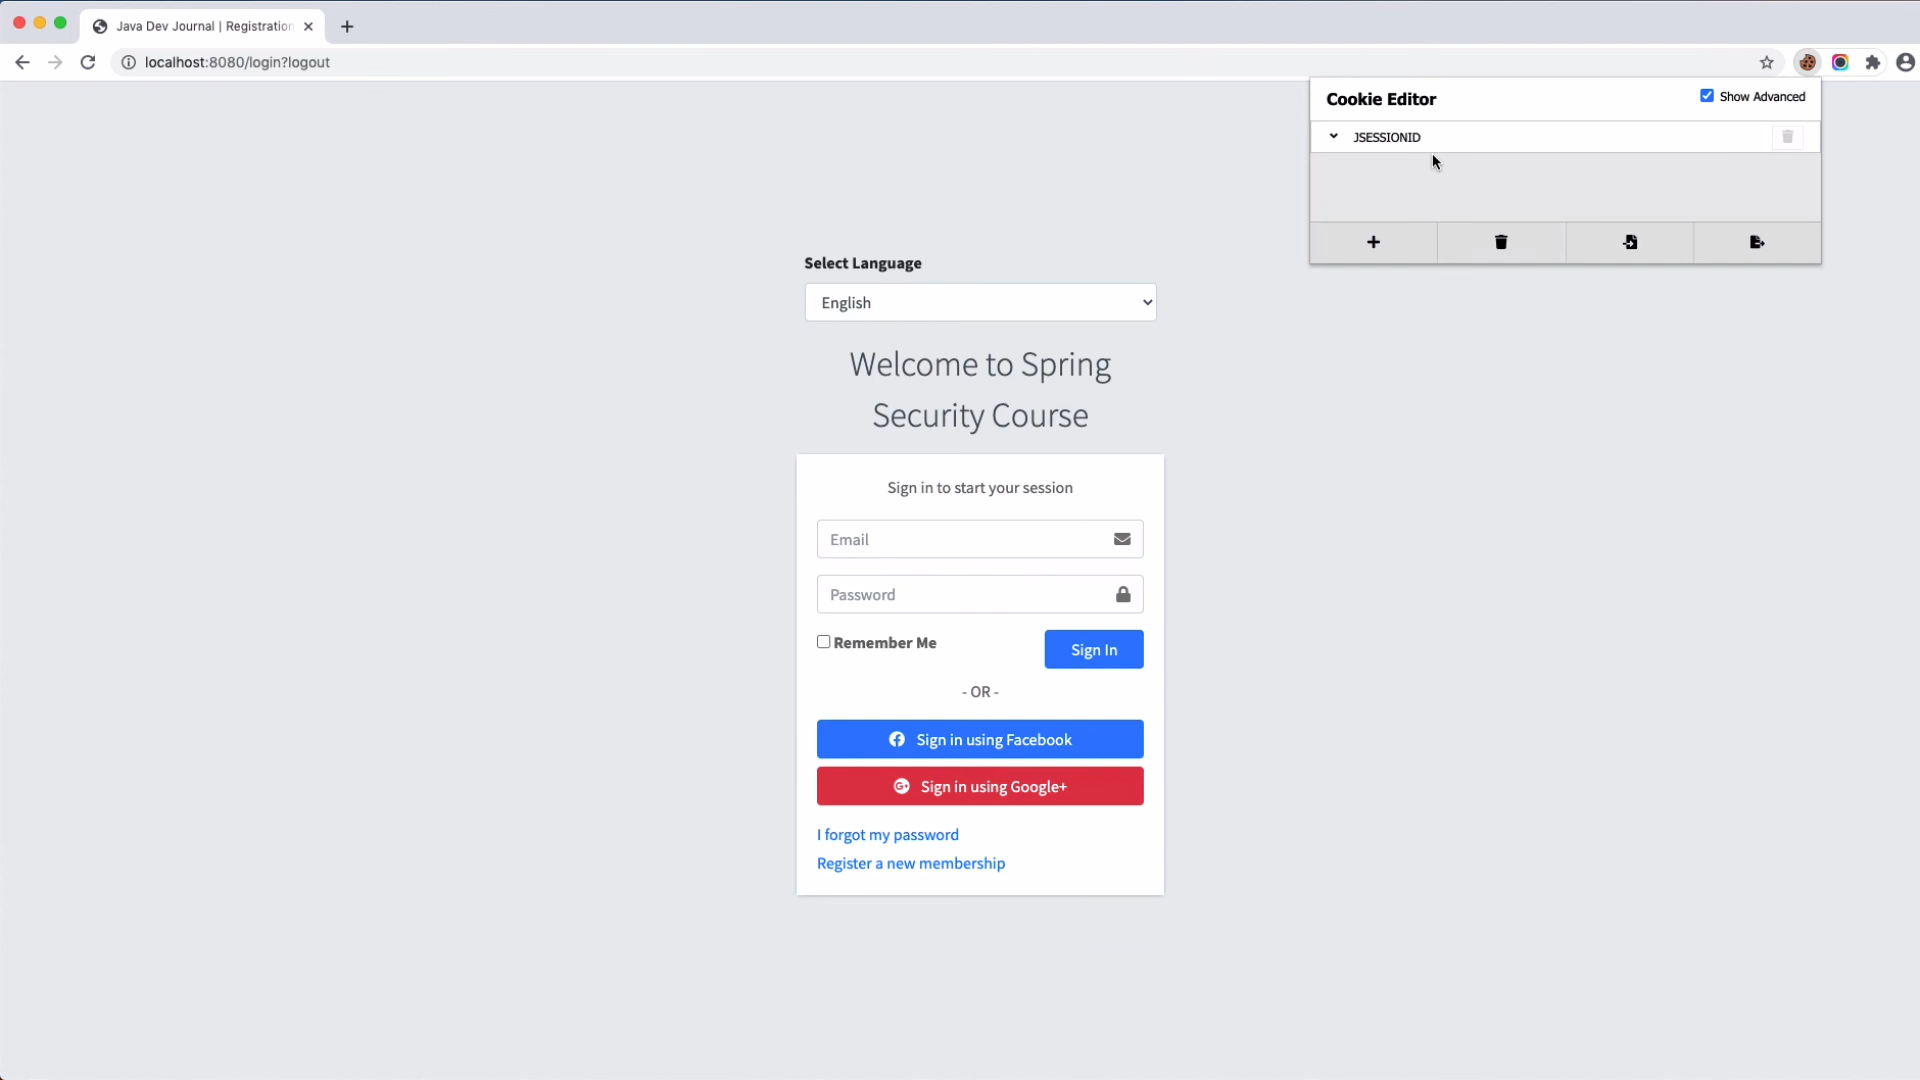 Java Dev Journal | Registration
localhost:8080/login?logout
Cookie Editor
Show Advanced
JSESSIONID
Select Language
English
Welcome to Spring
Security Course
Sign in to start your session
Email
Password
Remember Me
Sign In
- OR -
Sign in using Facebook
Sign in using Google+
I forgot my password
Register a new membership